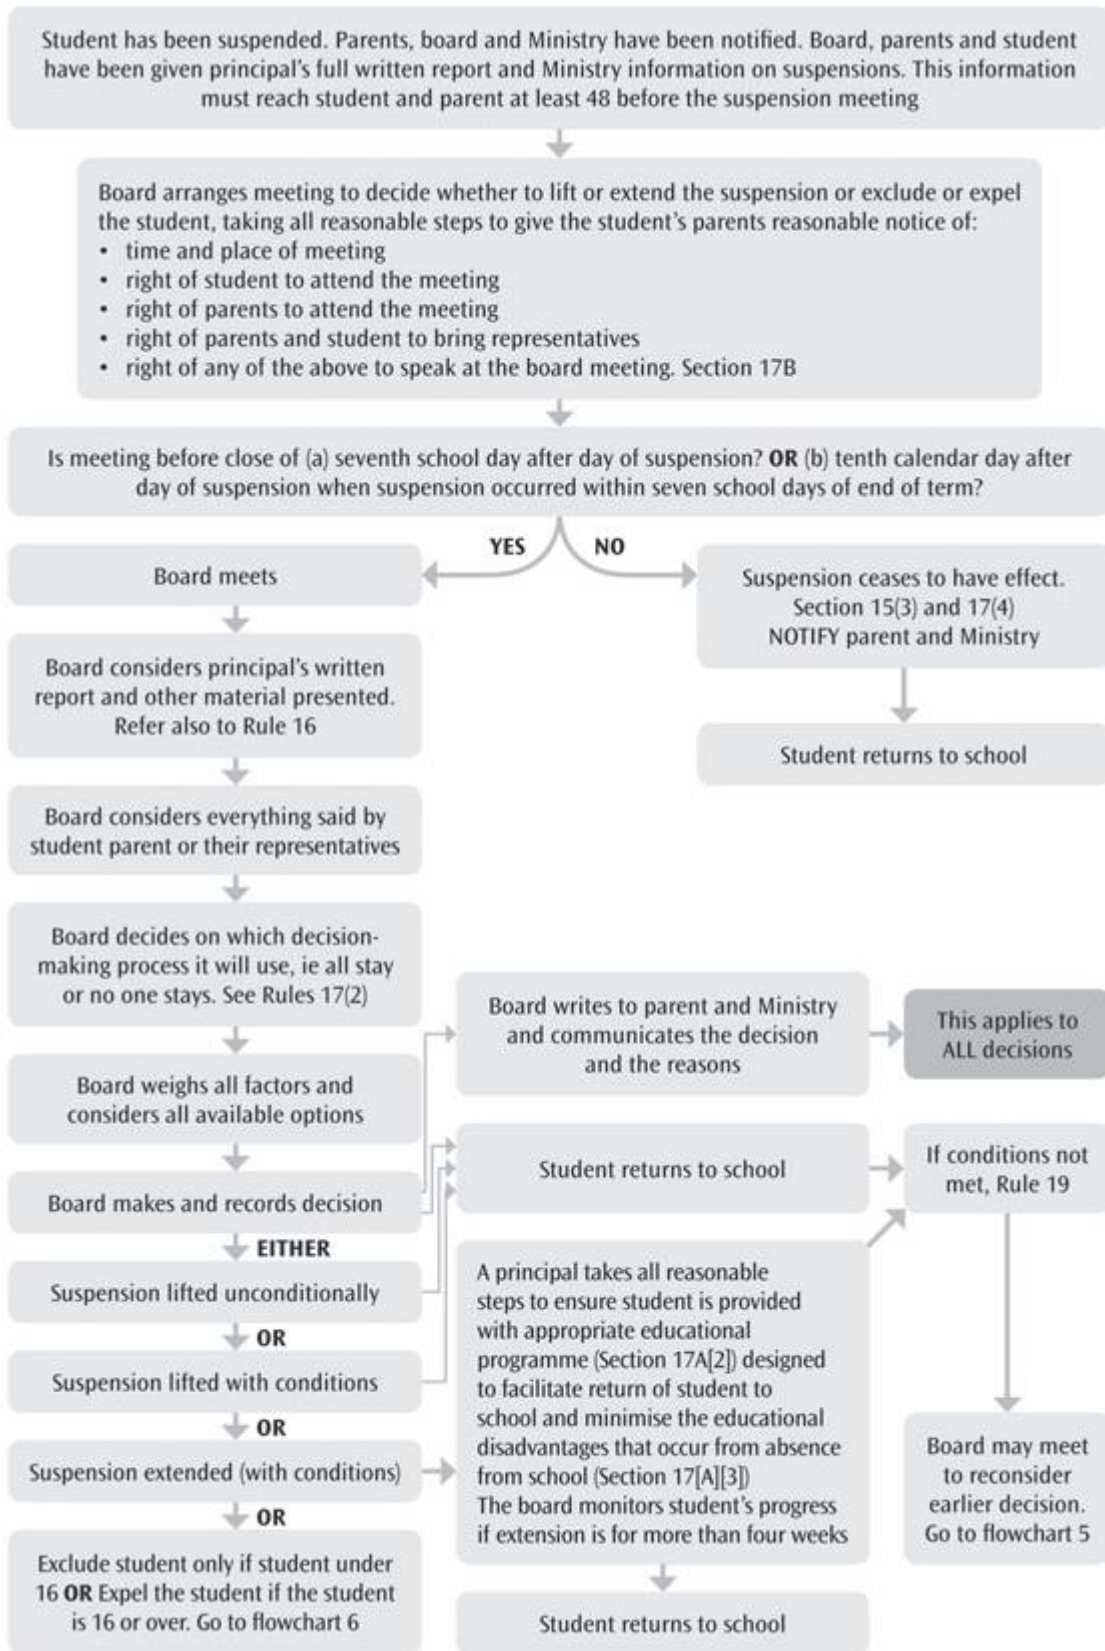 Student has been suspended. Parents, board and Ministry have been notified. Board, parents and student
have been given principal's full written report and Ministry information on suspensions. This information
must reach student and parent at least 48 before the suspension meeting
Board arranges meeting to decide whether to lift or extend the suspension or exclude or expel
the student, taking all reasonable steps to give the student's parents reasonable notice of:
• time and place of meeting
• right of student to attend the meeting
• right of parents to attend the meeting
• right of parents and student to bring representatives
• right of any of the above to speak at the board meeting. Section 17B
Is meeting before close of (a) seventh school day after day of suspension? OR (b) tenth calendar day after
day of suspension when suspension occurred within seven school days of end of term?
YES
NO
Board meets
Suspension ceases to have effect.
Section 15(3) and 17(4)
NOTIFY parent and Ministry
Student returns to school
Board considers principal's written
report and other material presented.
Refer also to Rule 16
Board considers everything said by
student parent or their representatives
Board decides on which decision-
making process it will use, ie all stay
or no one stays. See Rules 17(2)
Board weighs all factors and
considers all available options
Board makes and records decision
EITHER
Suspension lifted unconditionally
OR
Suspension lifted with conditions
OR
Suspension extended (with conditions)
OR
Exclude student only if student under
16 OR Expel the student if the student
is 16 or over. Go to flowchart 6
Board writes to parent and Ministry
and communicates the decision
and the reasons
This applies to
ALL decisions
Student returns to school
If conditions not
met, Rule 19
A principal takes all reasonable
steps to ensure student is provided
with appropriate educational
programme (Section 17A[2]) designed
to facilitate return of student to
school and minimise the educational
disadvantages that occur from absence
from school (Section 17[A][3])
The board monitors student's progress
if extension is for more than four weeks
Student returns to school
Board may meet
to reconsider
earlier decision.
Go to flowchart 5